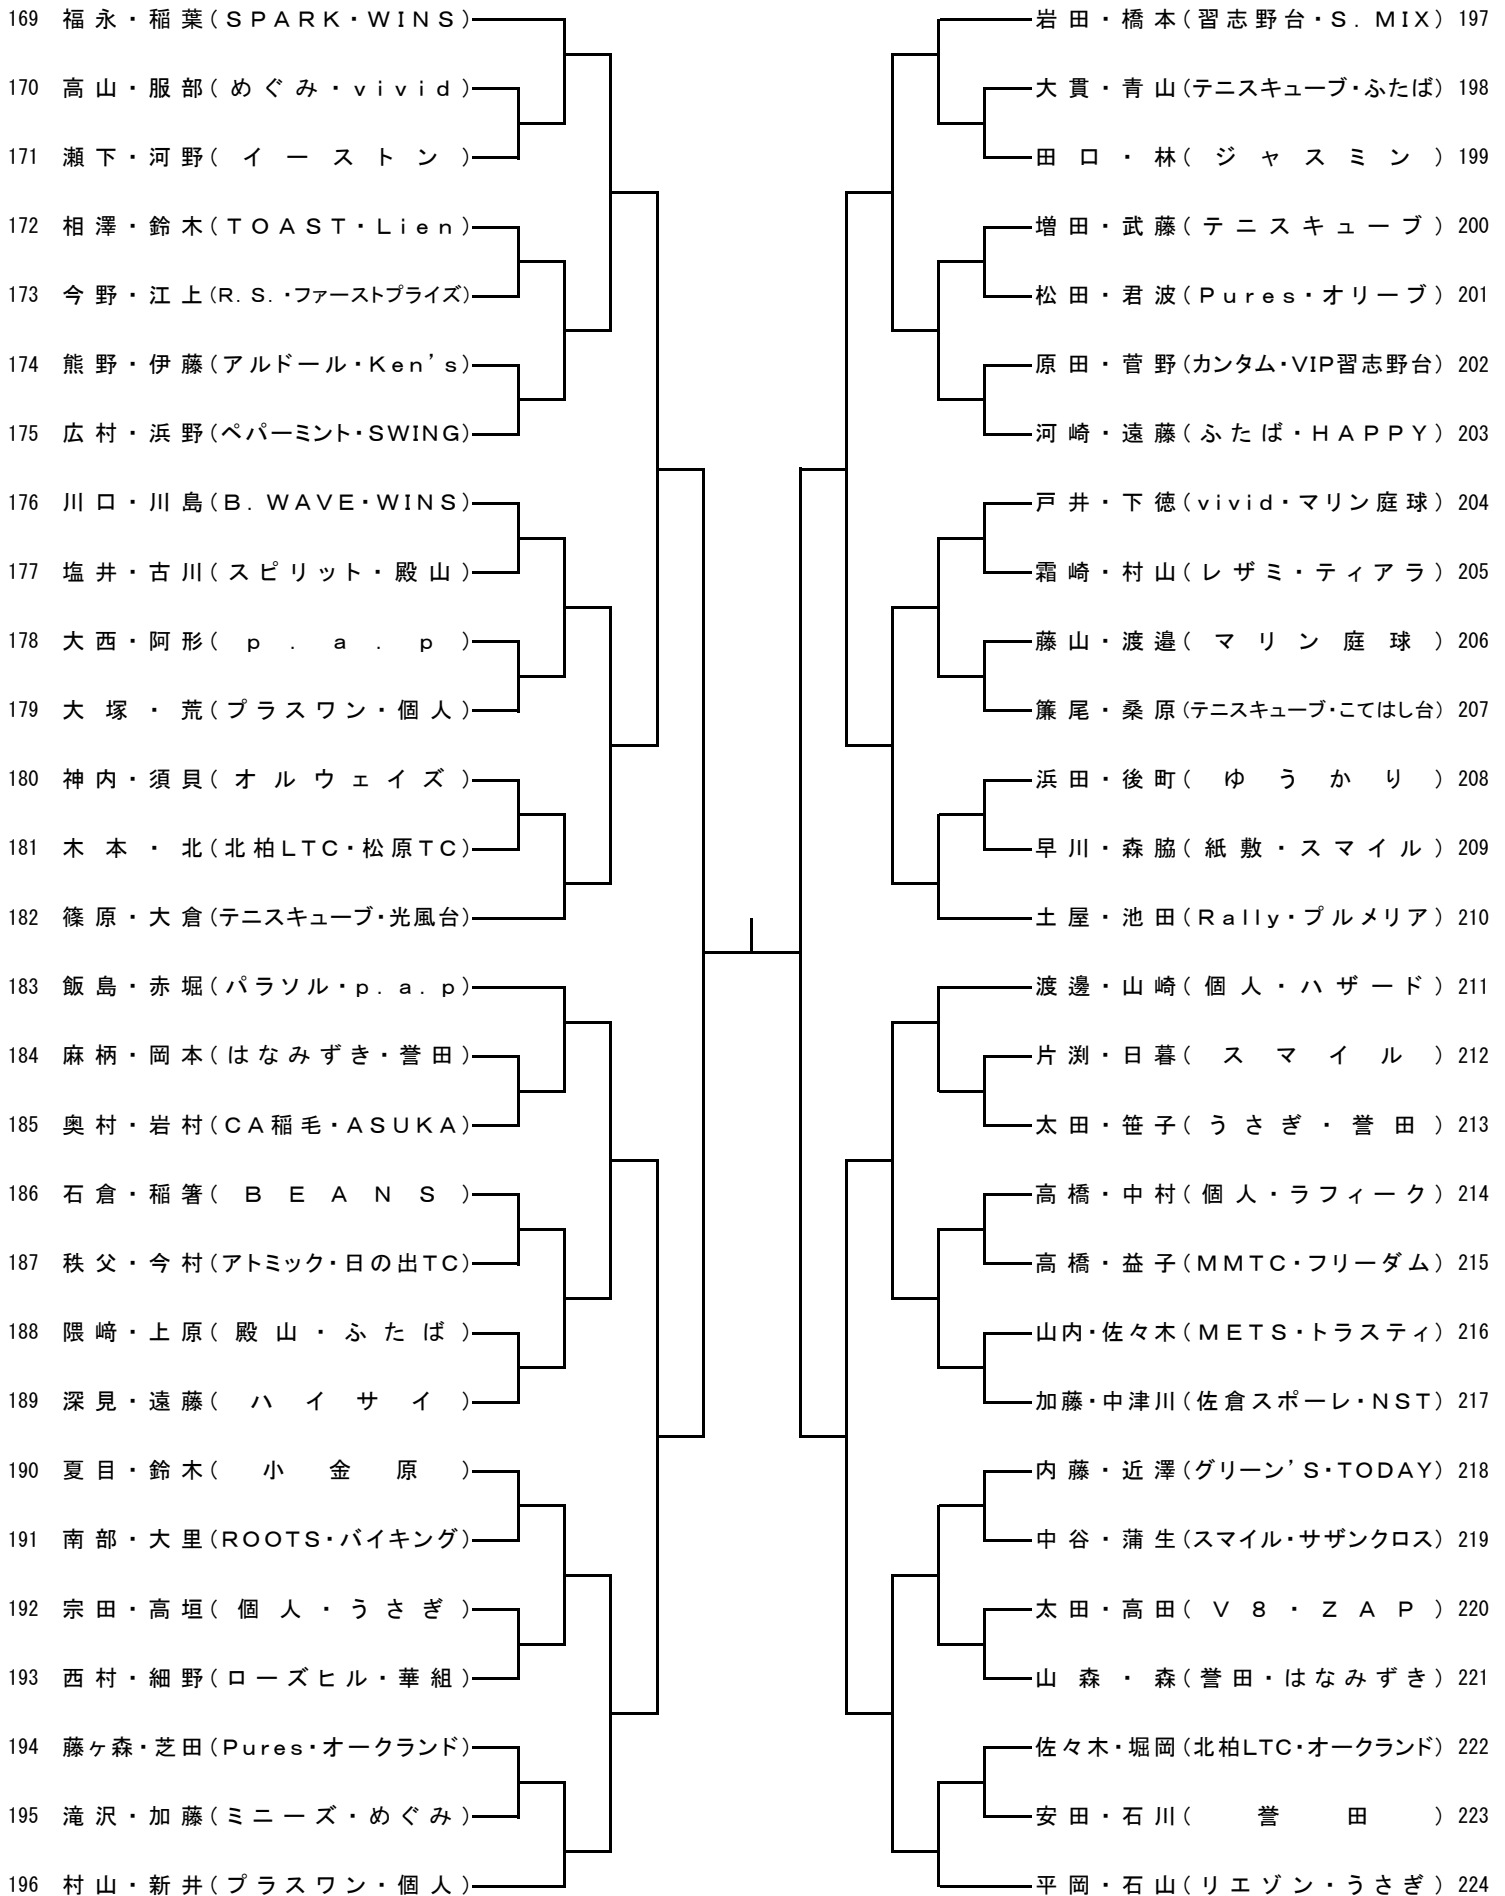 169 福永・稲葉(SPARK・WINS)
170 高山・服部(めぐみ・vivid)
171 瀬下・河野(イーストン)
172 相澤・鈴木(TOAST・Lien)
173 今野・江上(R.S.・ファーストプライズ)
174 熊野・伊藤(アルドール・Ken's)
175 広村・浜野(ペパーミント・SWING)
176 川口・川島(B.WAVE・WINS)
177 塩井・古川(スピリット・殿山)
178 大西・阿形(p.a.p)
179 大塚・荒(プラスワン・個人)
180 神内・須貝(オルウェイズ)
181 木本・北(北柏LTC・松原TC)
182 篠原・大倉(テニスキューブ・光風台)
183 飯島・赤堀(パラソル・p.a.p)
184 麻柄・岡本(はなみずき・誉田)
185 奥村・岩村(CA稲毛・ASUKA)
186 石倉・稲箸(BEANS)
187 秩父・今村(アトミック・日の出TC)
188 隈﨑・上原(殿山・ふたば)
189 深見・遠藤(ハイサイ)
190 夏目・鈴木(小金原)
191 南部・大里(ROOTS・バイキング)
192 宗田・高垣(個人・うさぎ)
193 西村・細野(ローズヒル・華組)
194 藤ヶ森・芝田(Pures・オークランド)
195 滝沢・加藤(ミニーズ・めぐみ)
196 村山・新井(プラスワン・個人)
岩田・橋本(習志野台・S.MIX) 197
大貫・青山(テニスキューブ・ふたば) 198
田口・林(ジャスミン) 199
増田・武藤(テニスキューブ) 200
松田・君波(Pures・オリーブ) 201
原田・菅野(カンタム・VIP習志野台) 202
河崎・遠藤(ふたば・HAPPY) 203
戸井・下徳(vivid・マリン庭球) 204
霜崎・村山(レザミ・ティアラ) 205
藤山・渡邉(マリン庭球) 206
簾尾・桑原(テニスキューブ・こてはし台) 207
浜田・後町(ゆうかり) 208
早川・森脇(紙敷・スマイル) 209
土屋・池田(Rally・プルメリア) 210
渡邊・山崎(個人・ハザード) 211
片渕・日暮(スマイル) 212
太田・笹子(うさぎ・誉田) 213
高橋・中村(個人・ラフィーク) 214
高橋・益子(MMTC・フリーダム) 215
山内・佐々木(METS・トラスティ) 216
加藤・中津川(佐倉スポーレ・NST) 217
内藤・近澤(グリーン'S・TODAY) 218
中谷・蒲生(スマイル・サザンクロス) 219
太田・高田(V8・ZAP) 220
山森・森(誉田・はなみずき) 221
佐々木・堀岡(北柏LTC・オークランド) 222
安田・石川(誉田) 223
平岡・石山(リエゾン・うさぎ) 224